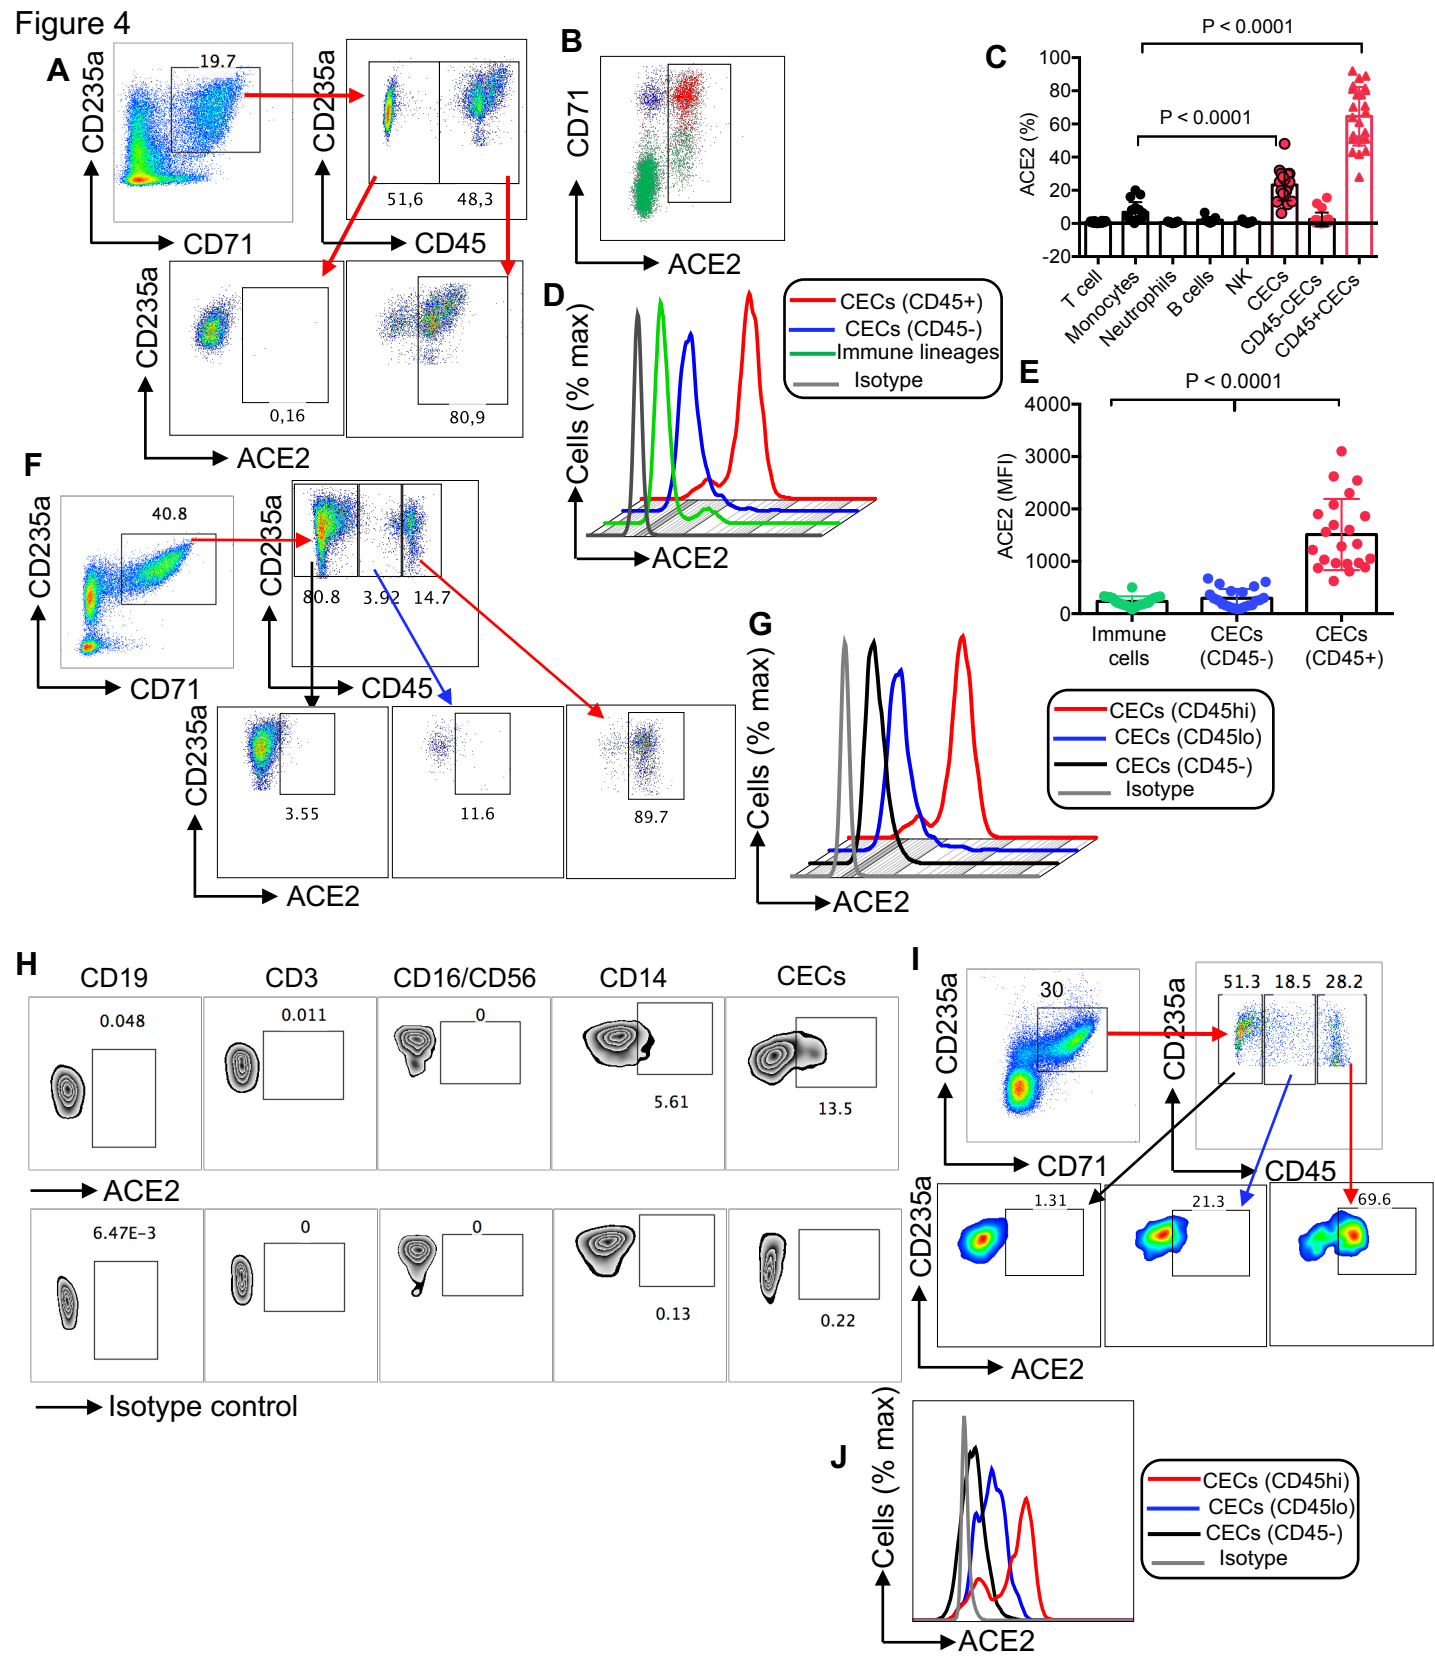 Figure 4
A
CD235a
19.7
CD71
CD235a
51,6
48,3
CD45
CD235a
0,16
80,9
ACE2
B
CD71
ACE2
C
P < 0.0001
P < 0.0001
ACE2 (%)
100
80
60
40
20
0
-20
T cell
Monocytes
Neutrophils
B cells
NK
CECs
CD45-CECs
CD45+CECs
D
Cells (% max)
ACE2
CECs (CD45+)
CECs (CD45-)
Immune lineages
Isotype
E
P < 0.0001
ACE2 (MFI)
4000
3000
2000
1000
0
Immune
cells
CECs
(CD45-)
CECs
(CD45+)
F
CD235a
40.8
CD71
CD235a
80.8
3.92
14.7
CD45
CD235a
3.55
11.6
89.7
ACE2
G
Cells (% max)
ACE2
CECs (CD45hi)
CECs (CD45lo)
CECs (CD45-)
Isotype
H
CD19
CD3
CD16/CD56
CD14
CECs
0.048
0.011
0
5.61
13.5
ACE2
6.47E-3
0
0
0.13
0.22
Isotype control
I
CD235a
30
CD71
CD235a
51.3
18.5
28.2
CD45
CD235a
1.31
21.3
69.6
ACE2
J
Cells (% max)
ACE2
CECs (CD45hi)
CECs (CD45lo)
CECs (CD45-)
Isotype